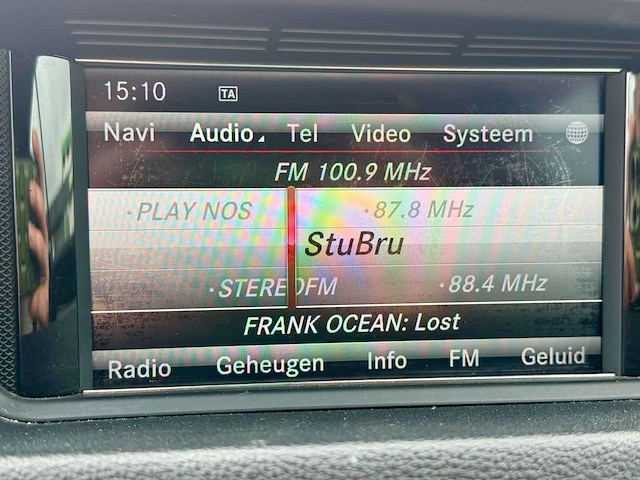 15:10 TA
Navi Audio Tel Video Systeem
FM 100.9 MHz
·PLAY NOS ·87.8 MHz
StuBru
·STEREOFM ·88.4 MHz
FRANK OCEAN: Lost
Radio Geheugen Info FM Geluid